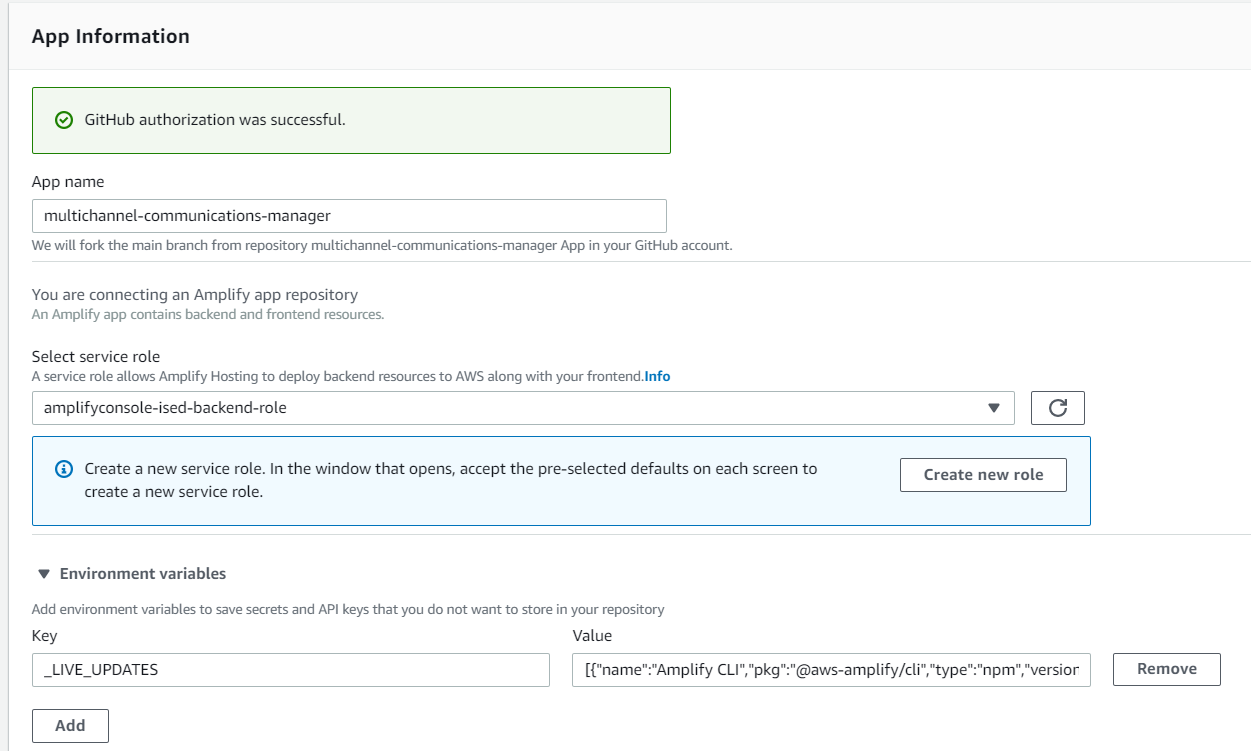 App Information
GitHub authorization was successful.
App name
multichannel-communications-manager
We will fork the main branch from repository multichannel-communications-manager App in your GitHub account.
You are connecting an Amplify app repository
An Amplify app contains backend and frontend resources.
Select service role
A service role allows Amplify Hosting to deploy backend resources to AWS along with your frontend.Info
amplifyconsole-ised-backend-role
Create a new service role. In the window that opens, accept the pre-selected defaults on each screen to
create a new service role.
Create new role
Environment variables
Add environment variables to save secrets and API keys that you do not want to store in your repository
Key Value
_LIVE_UPDATES [{"name":"Amplify CLI","pkg":"@aws-amplify/cli","type":"npm","version Remove
Add